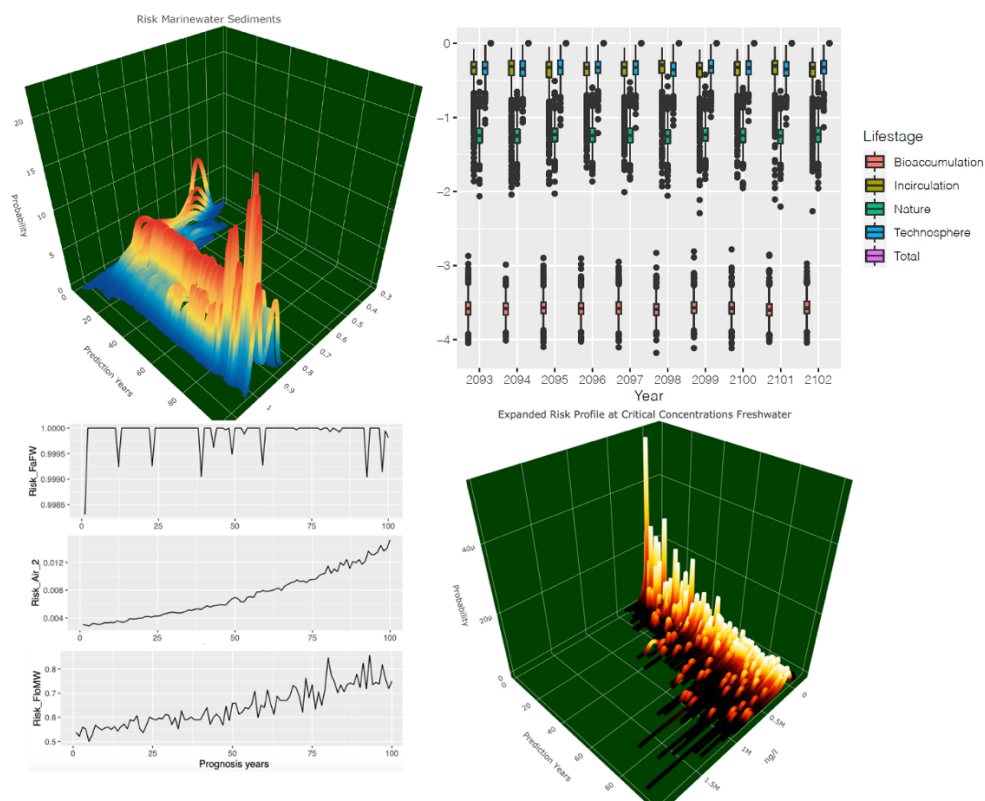 Risk Marinewater Sediments
Probability
20
15
10
5
0
0
20
40
60
80
Prediction Years
0.3
0.4
0.5
0.6
0.7
0.8
0.9
1
0
−1
−2
−3
−4
2093 2094 2095 2096 2097 2098 2099 2100 2101 2102
Year
Lifestage
Bioaccumulation
Incirculation
Nature
Technosphere
Total
Risk_FaFW
1.0000
0.9995
0.9990
0.9985
0 25 50 75 100
Risk_Air_2
0.012
0.008
0.004
0 25 50 75 100
Risk_FloMW
0.8
0.7
0.6
0.5
0 25 50 75 100
Prognosis years
Expanded Risk Profile at Critical Concentrations Freshwater
Probability
40µ
20µ
0
0
20
40
60
80
Prediction Years
0
0.5M
1M
1.5M
ng/l